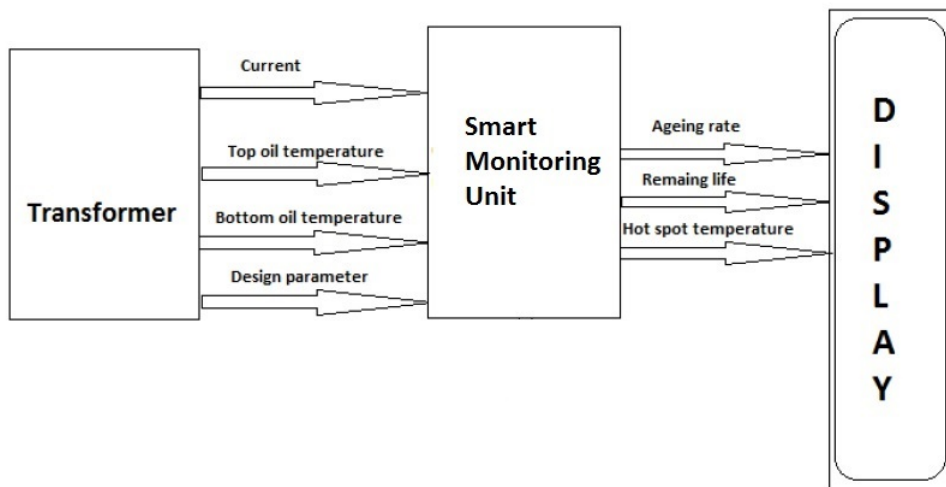 Transformer
Current
Top oil temperature
Bottom oil temperature
Design parameter
Smart
Monitoring
Unit
Ageing rate
Remaing life
Hot spot temperature
D
I
S
P
L
A
Y